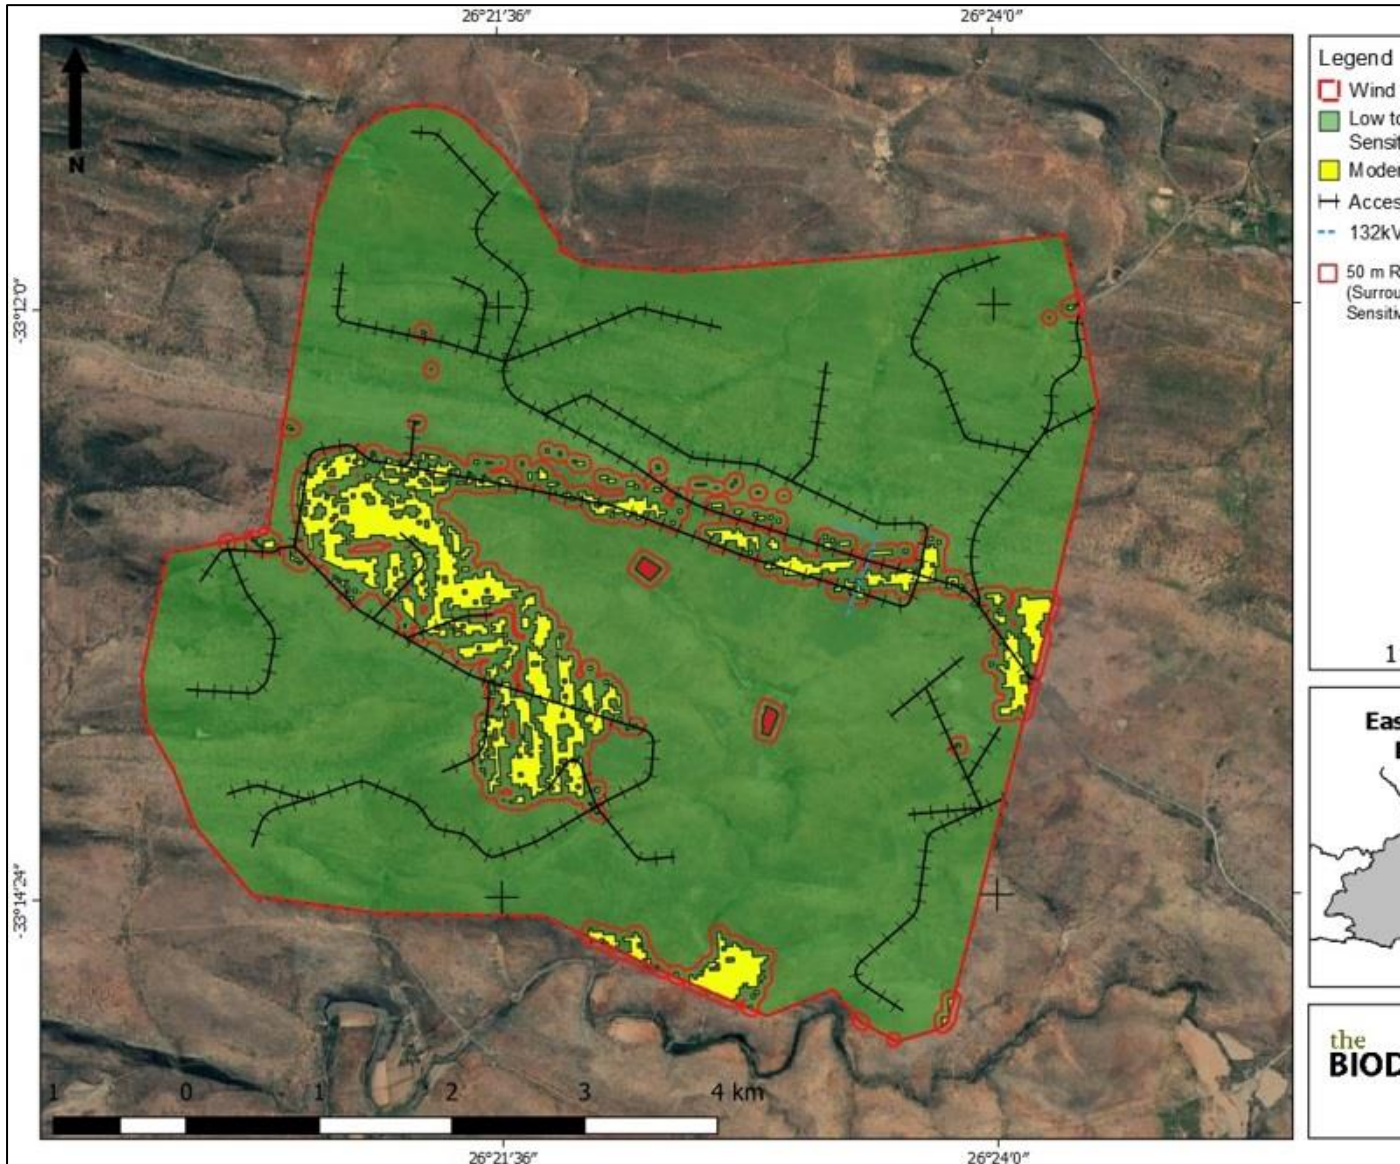 26°21'36" 26°24'0"
N
-33°12'0"
-33°14'24"
1 0 1 2 3 4 km
26°21'36" 26°24'0"
Legend
Wind
Low to
Sensit
Moder
Acces
132kV
50 m R
(Surrou
Sensitiv
1
Eas
the
BIOD